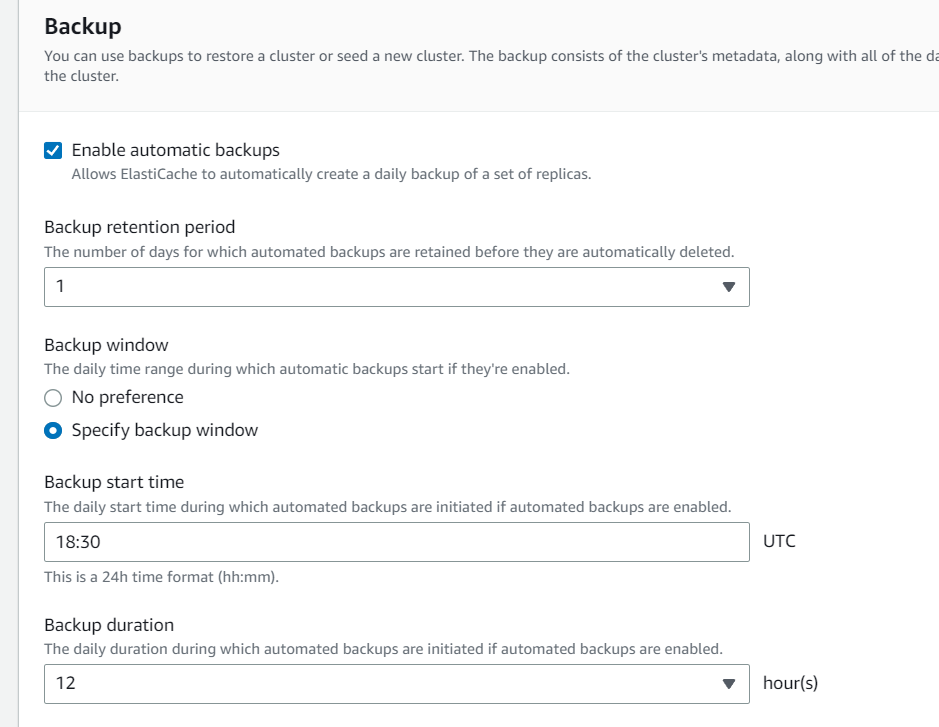 Backup
You can use backups to restore a cluster or seed a new cluster. The backup consists of the cluster's metadata, along with all of the
the cluster.
Enable automatic backups
Allows ElastiCache to automatically create a daily backup of a set of replicas.
Backup retention period
The number of days for which automated backups are retained before they are automatically deleted.
1
Backup window
The daily time range during which automatic backups start if they're enabled.
No preference
Specify backup window
Backup start time
The daily start time during which automated backups are initiated if automated backups are enabled.
18:30 UTC
This is a 24h time format (hh:mm).
Backup duration
The daily duration during which automated backups are initiated if automated backups are enabled.
12 hour(s)